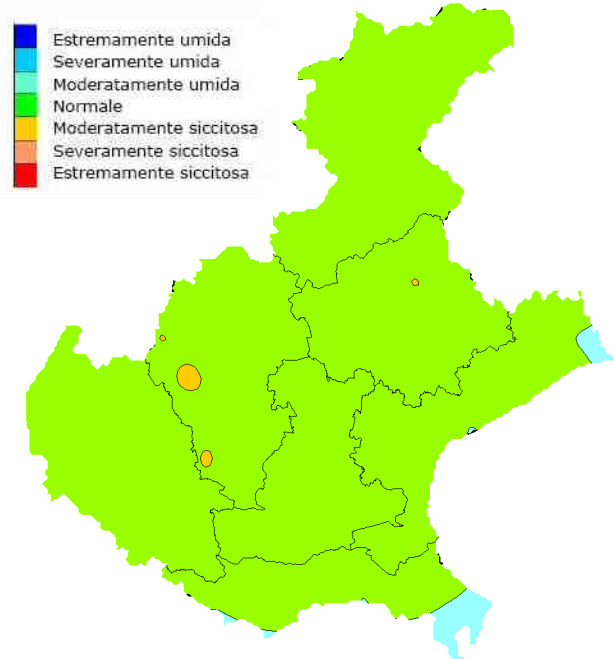 Estremamente umida
Severamente umida
Moderatamente umida
Normale
Moderatamente siccitosa
Severamente siccitosa
Estremamente siccitosa